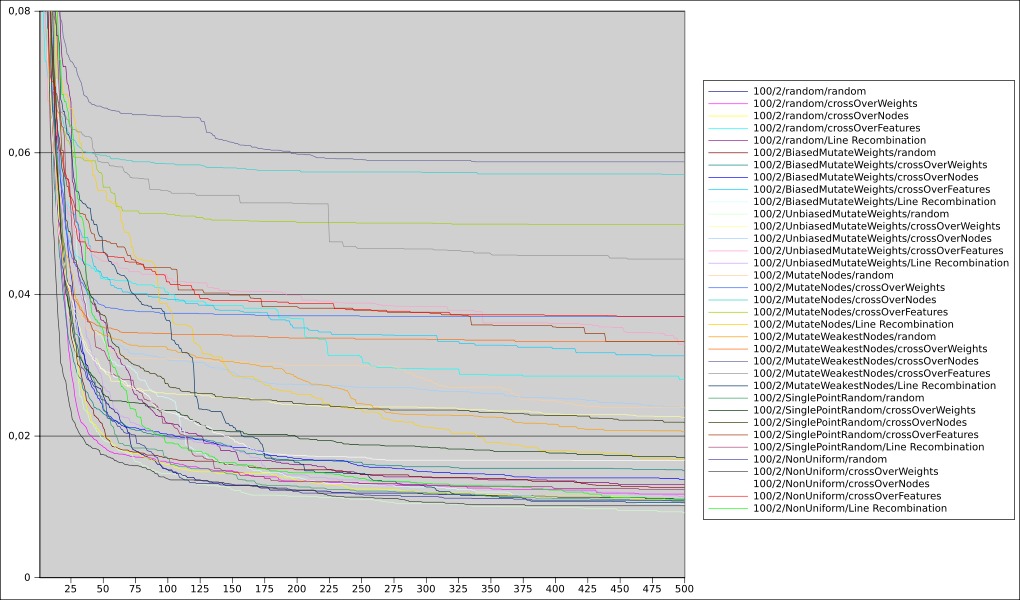 0,08
0,06
0,04
0,02
0
25 50 75 100 125 150 175 200 225 250 275 300 325 350 375 400 425 450 475 500
100/2/random/random
100/2/random/crossOverWeights
100/2/random/crossOverNodes
100/2/random/crossOverFeatures
100/2/random/Line Recombination
100/2/BiasedMutateWeights/random
100/2/BiasedMutateWeights/crossOverWeights
100/2/BiasedMutateWeights/crossOverNodes
100/2/BiasedMutateWeights/crossOverFeatures
100/2/BiasedMutateWeights/Line Recombination
100/2/UnbiasedMutateWeights/random
100/2/UnbiasedMutateWeights/crossOverWeights
100/2/UnbiasedMutateWeights/crossOverNodes
100/2/UnbiasedMutateWeights/crossOverFeatures
100/2/UnbiasedMutateWeights/Line Recombination
100/2/MutateNodes/random
100/2/MutateNodes/crossOverWeights
100/2/MutateNodes/crossOverNodes
100/2/MutateNodes/crossOverFeatures
100/2/MutateNodes/Line Recombination
100/2/MutateWeakestNodes/random
100/2/MutateWeakestNodes/crossOverWeights
100/2/MutateWeakestNodes/crossOverNodes
100/2/MutateWeakestNodes/crossOverFeatures
100/2/MutateWeakestNodes/Line Recombination
100/2/SinglePointRandom/random
100/2/SinglePointRandom/crossOverWeights
100/2/SinglePointRandom/crossOverNodes
100/2/SinglePointRandom/crossOverFeatures
100/2/SinglePointRandom/Line Recombination
100/2/NonUniform/random
100/2/NonUniform/crossOverWeights
100/2/NonUniform/crossOverNodes
100/2/NonUniform/crossOverFeatures
100/2/NonUniform/Line Recombination